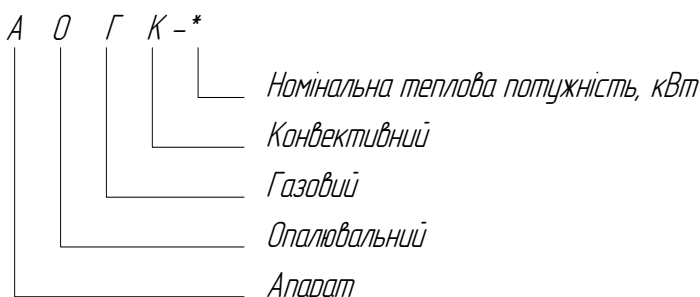 А О Г К – *
Номінальна теплова потужність, кВт
Конвективний
Газовий
Опалювальний
Апарат